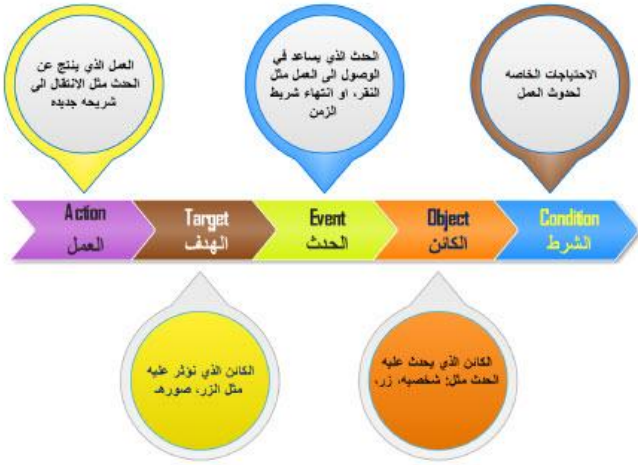 العمل الذي ينتج عن
الحدث مثل الانتقال الى
شريحه جديده
الحدث الذي يساعد في
الوصول الى العمل مثل
النقر، او انتهاء شريط
الزمن
الاحتياجات الخاصه
لحدوث العمل
Action
العمل
Target
الهدف
Event
الحدث
Object
الكائن
Condition
الشرط
الكائن الذي نؤثر عليه
مثل الزر، صورهـ
الكائن الذي يحدث عليه
الحدث مثل: شخصيه، زر،